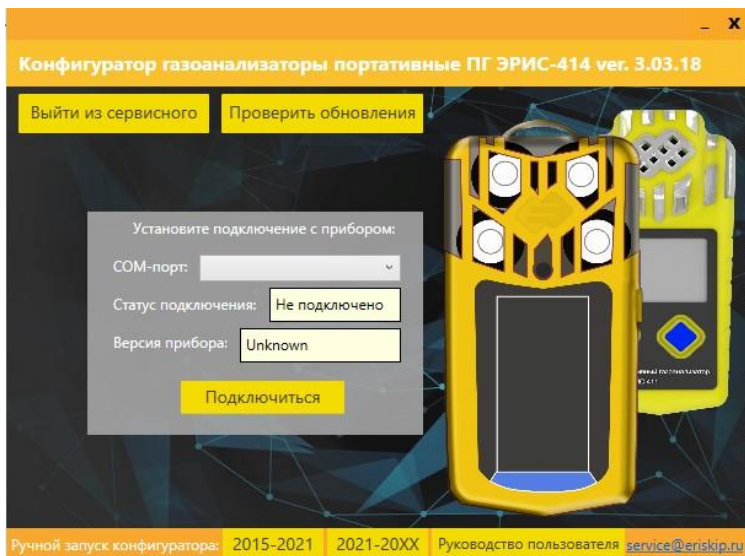 _ X
Конфигуратор газоанализаторы портативные ПГ ЭРИС-414 ver. 3.03.18
Выйти из сервисного Проверить обновления
Установите подключение с прибором:
COM-порт:
Статус подключения: Не подключено
Версия прибора: Unknown
Подключиться
газоанализатор
Ручной запуск конфигуратора: 2015-2021 2021-20XX Руководство пользователя service@eriskip.ru